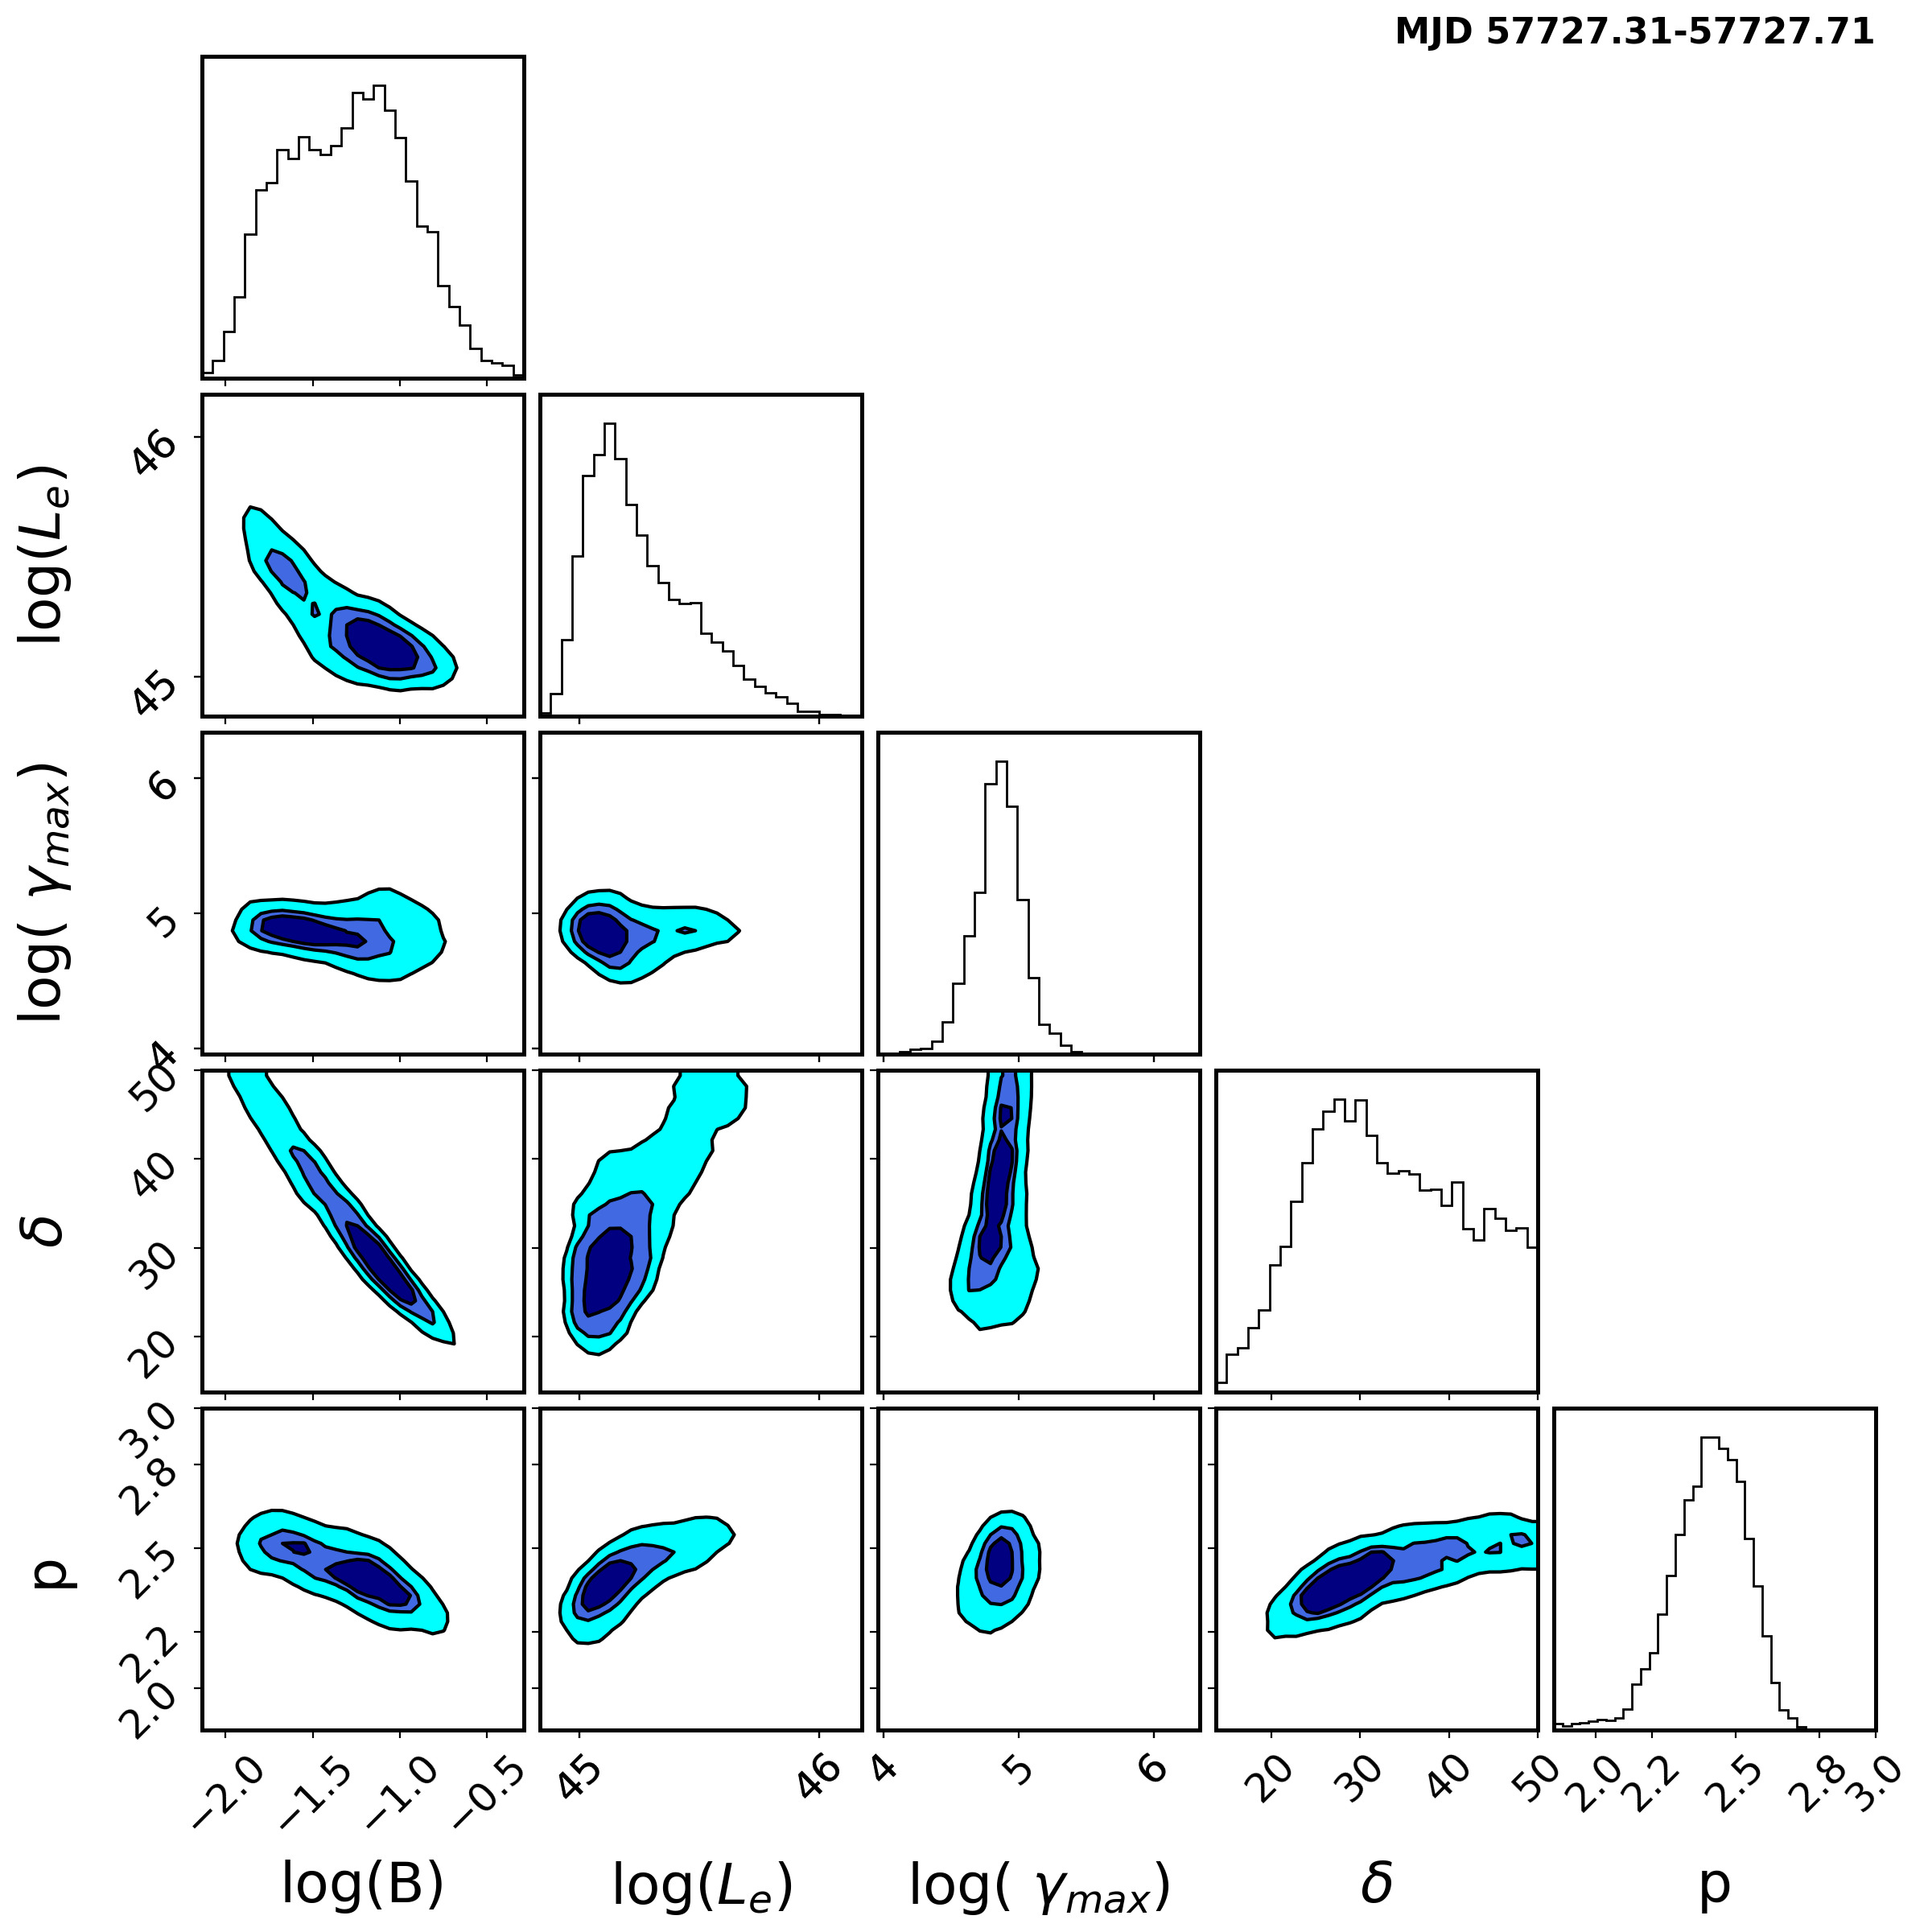 MJD 57727.31-57727.71
log(L_e)
46
45
log( γ_max)
6
5
4
δ
50
40
30
20
p
3.0
2.8
2.5
2.2
2.0
−2.0 −1.5 −1.0 −0.5 45 46 4 5 6 20 30 40 50 2.0 2.2 2.5 2.8 3.0
log(B) log(L_e) log( γ_max) δ p